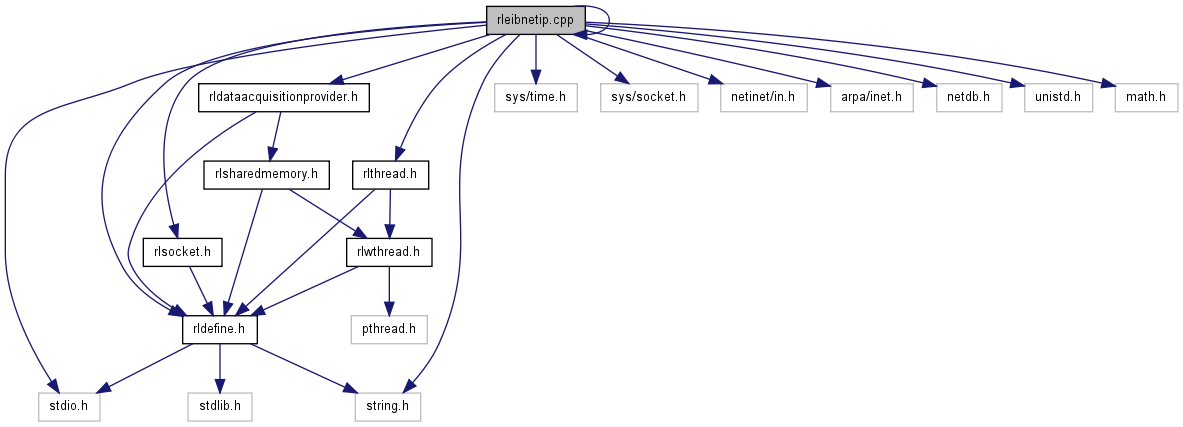 rleibnetip.cpp
rldataacquisitionprovider.h
sys/time.h
sys/socket.h
netinet/in.h
arpa/inet.h
netdb.h
unistd.h
math.h
rlsharedmemory.h
rlthread.h
rlsocket.h
rlwthread.h
rldefine.h
pthread.h
stdio.h
stdlib.h
string.h